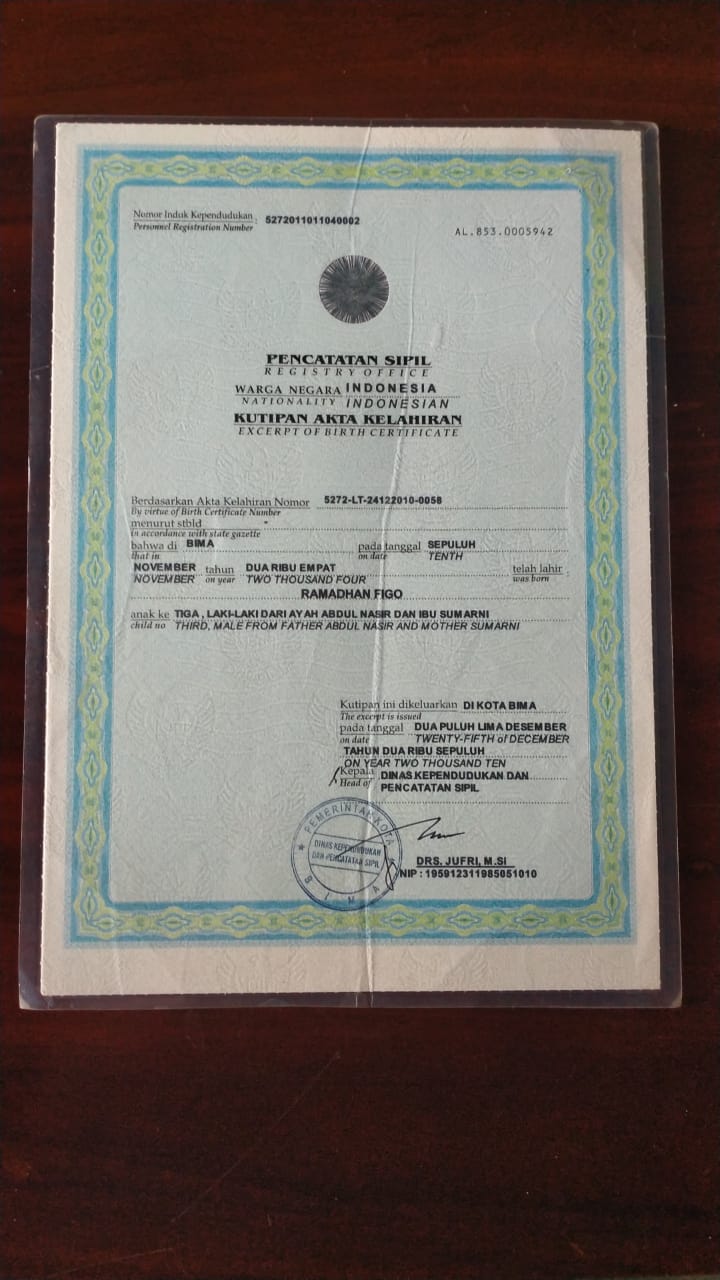 Nomor Induk Kependudukan : 5272011011040002
Personnel Registration Number
AL.853.0005942
PENCATATAN SIPIL
REGISTRY OFFICE
WARGA NEGARA INDONESIA
NATIONALITY INDONESIAN
KUTIPAN AKTA KELAHIRAN
EXCERPT OF BIRTH CERTIFICATE
Berdasarkan Akta Kelahiran Nomor 5272-LT-24122010-0058
By virtue of Birth Certificate Number
menurut stbld -
in accordance with state gazette
bahwa di BIMA pada tanggal SEPULUH
that in on date TENTH
NOVEMBER tahun DUA RIBU EMPAT telah lahir :
NOVEMBER on year TWO THOUSAND FOUR was born
RAMADHAN FIGO
anak ke TIGA, LAKI-LAKI DARI AYAH ABDUL NASIR DAN IBU SUMARNI
child no THIRD, MALE FROM FATHER ABDUL NASIR AND MOTHER SUMARNI
Kutipan ini dikeluarkan DI KOTA BIMA
The excerpt is issued
pada tanggal DUA PULUH LIMA DESEMBER
on date TWENTY-FIFTH of DECEMBER
TAHUN DUA RIBU SEPULUH
ON YEAR TWO THOUSAND TEN
Kepala DINAS KEPENDUDUKAN DAN
Head of PENCATATAN SIPIL
PEMERINTAH KOTA
DINAS KEPENDUDUKAN
DAN PENCATATAN SIPIL
BIMA
DRS. JUFRI, M.SI
NIP : 195912311985051010